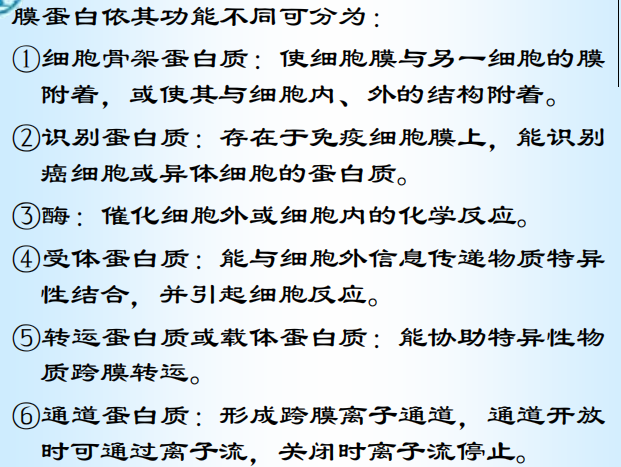 膜蛋白依其功能不同可分为：
①细胞骨架蛋白质：使细胞膜与另一细胞的膜
附着，或使其与细胞内、外的结构附着。
②识别蛋白质：存在于免疫细胞膜上，能识别
癌细胞或异体细胞的蛋白质。
③酶：催化细胞外或细胞内的化学反应。
④受体蛋白质：能与细胞外信息传递物质特异
性结合，并引起细胞反应。
⑤转运蛋白质或载体蛋白质：能协助特异性物
质跨膜转运。
⑥通道蛋白质：形成跨膜离子通道，通道开放
时可通过离子流，关闭时离子流停止。